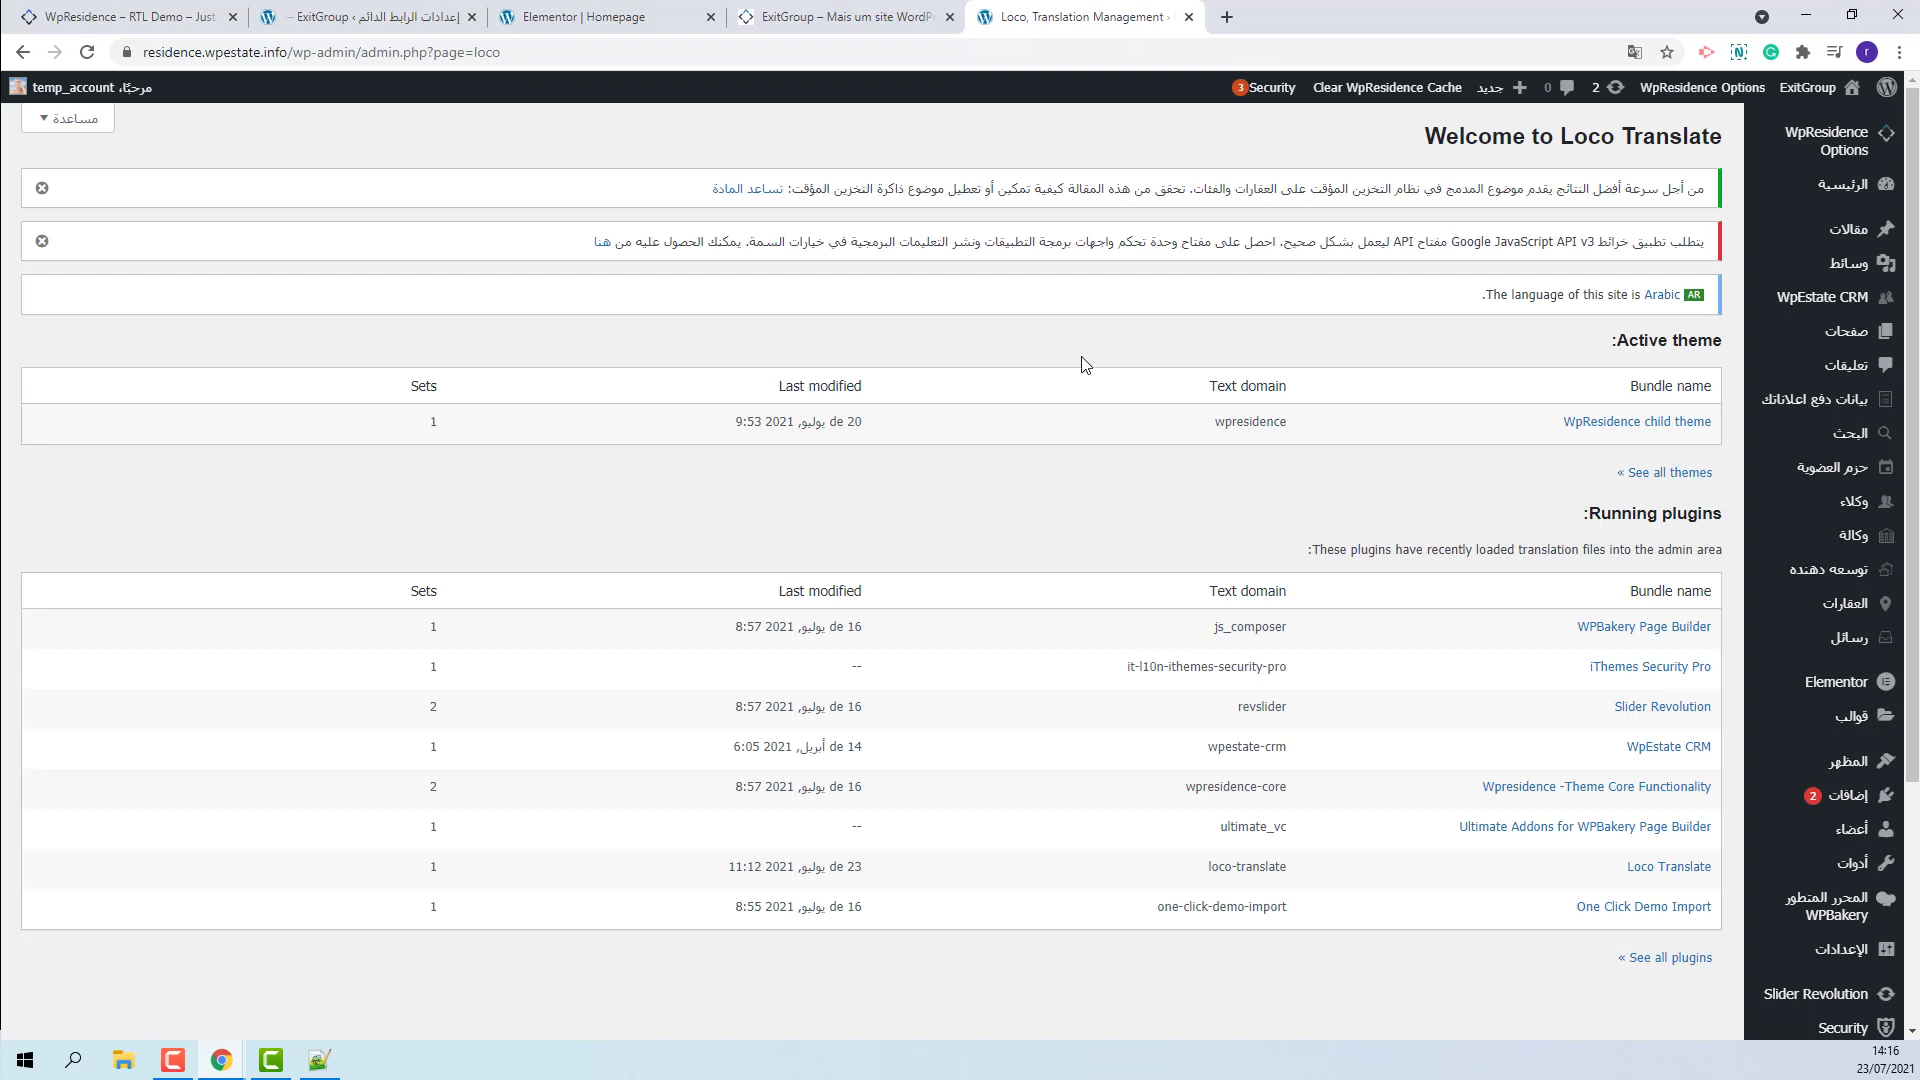 WpResidence – RTL Demo – Just
إعدادات الرابط الدائم ‹ ExitGroup –
Elementor | Homepage
ExitGroup – Mais um site WordPr
Loco, Translation Management ›
residence.wpestate.info/wp-admin/admin.php?page=loco
r
مرحبًا، temp_account
3
Security
Clear WpResidence Cache
جديد
0
2
WpResidence Options
ExitGroup
مساعدة
Welcome to Loco Translate
من أجل سرعة أفضل النتائج يقدم موضوع المدمج في نظام التخزين المؤقت على العقارات والفئات. تحقق من هذه المقالة كيفية تمكين أو تعطيل موضوع ذاكرة التخزين المؤقت: تساعد المادة
يتطلب تطبيق خرائط Google JavaScript API v3 مفتاح API ليعمل بشكل صحيح. احصل على مفتاح وحدة تحكم واجهات برمجة التطبيقات ونشر التعليمات البرمجية في خيارات السمة. يمكنك الحصول عليه من هنا
.The language of this site is Arabic AR
:Active theme
Bundle name
Text domain
Last modified
Sets
WpResidence child theme
wpresidence
20 de يوليو, 2021 9:53
1
« See all themes
:Running plugins
:These plugins have recently loaded translation files into the admin area
Bundle name
Text domain
Last modified
Sets
WPBakery Page Builder
js_composer
16 de يوليو, 2021 8:57
1
iThemes Security Pro
it-l10n-ithemes-security-pro
--
1
Slider Revolution
revslider
16 de يوليو, 2021 8:57
2
WpEstate CRM
wpestate-crm
14 de أبريل, 2021 6:05
1
Wpresidence -Theme Core Functionality
wpresidence-core
16 de يوليو, 2021 8:57
2
Ultimate Addons for WPBakery Page Builder
ultimate_vc
--
1
Loco Translate
loco-translate
23 de يوليو, 2021 11:12
1
One Click Demo Import
one-click-demo-import
16 de يوليو, 2021 8:55
1
« See all plugins
WpResidence
Options
الرئيسية
مقالات
وسائط
WpEstate CRM
صفحات
تعليقات
بيانات دفع اعلاناتك
البحث
حزم العضوية
وكلاء
وكالة
توسعه دهنده
العقارات
رسائل
Elementor
قوالب
المظهر
إضافات 2
أعضاء
أدوات
المحرر المتطور
WPBakery
الإعدادات
Slider Revolution
Security
14:16
23/07/2021